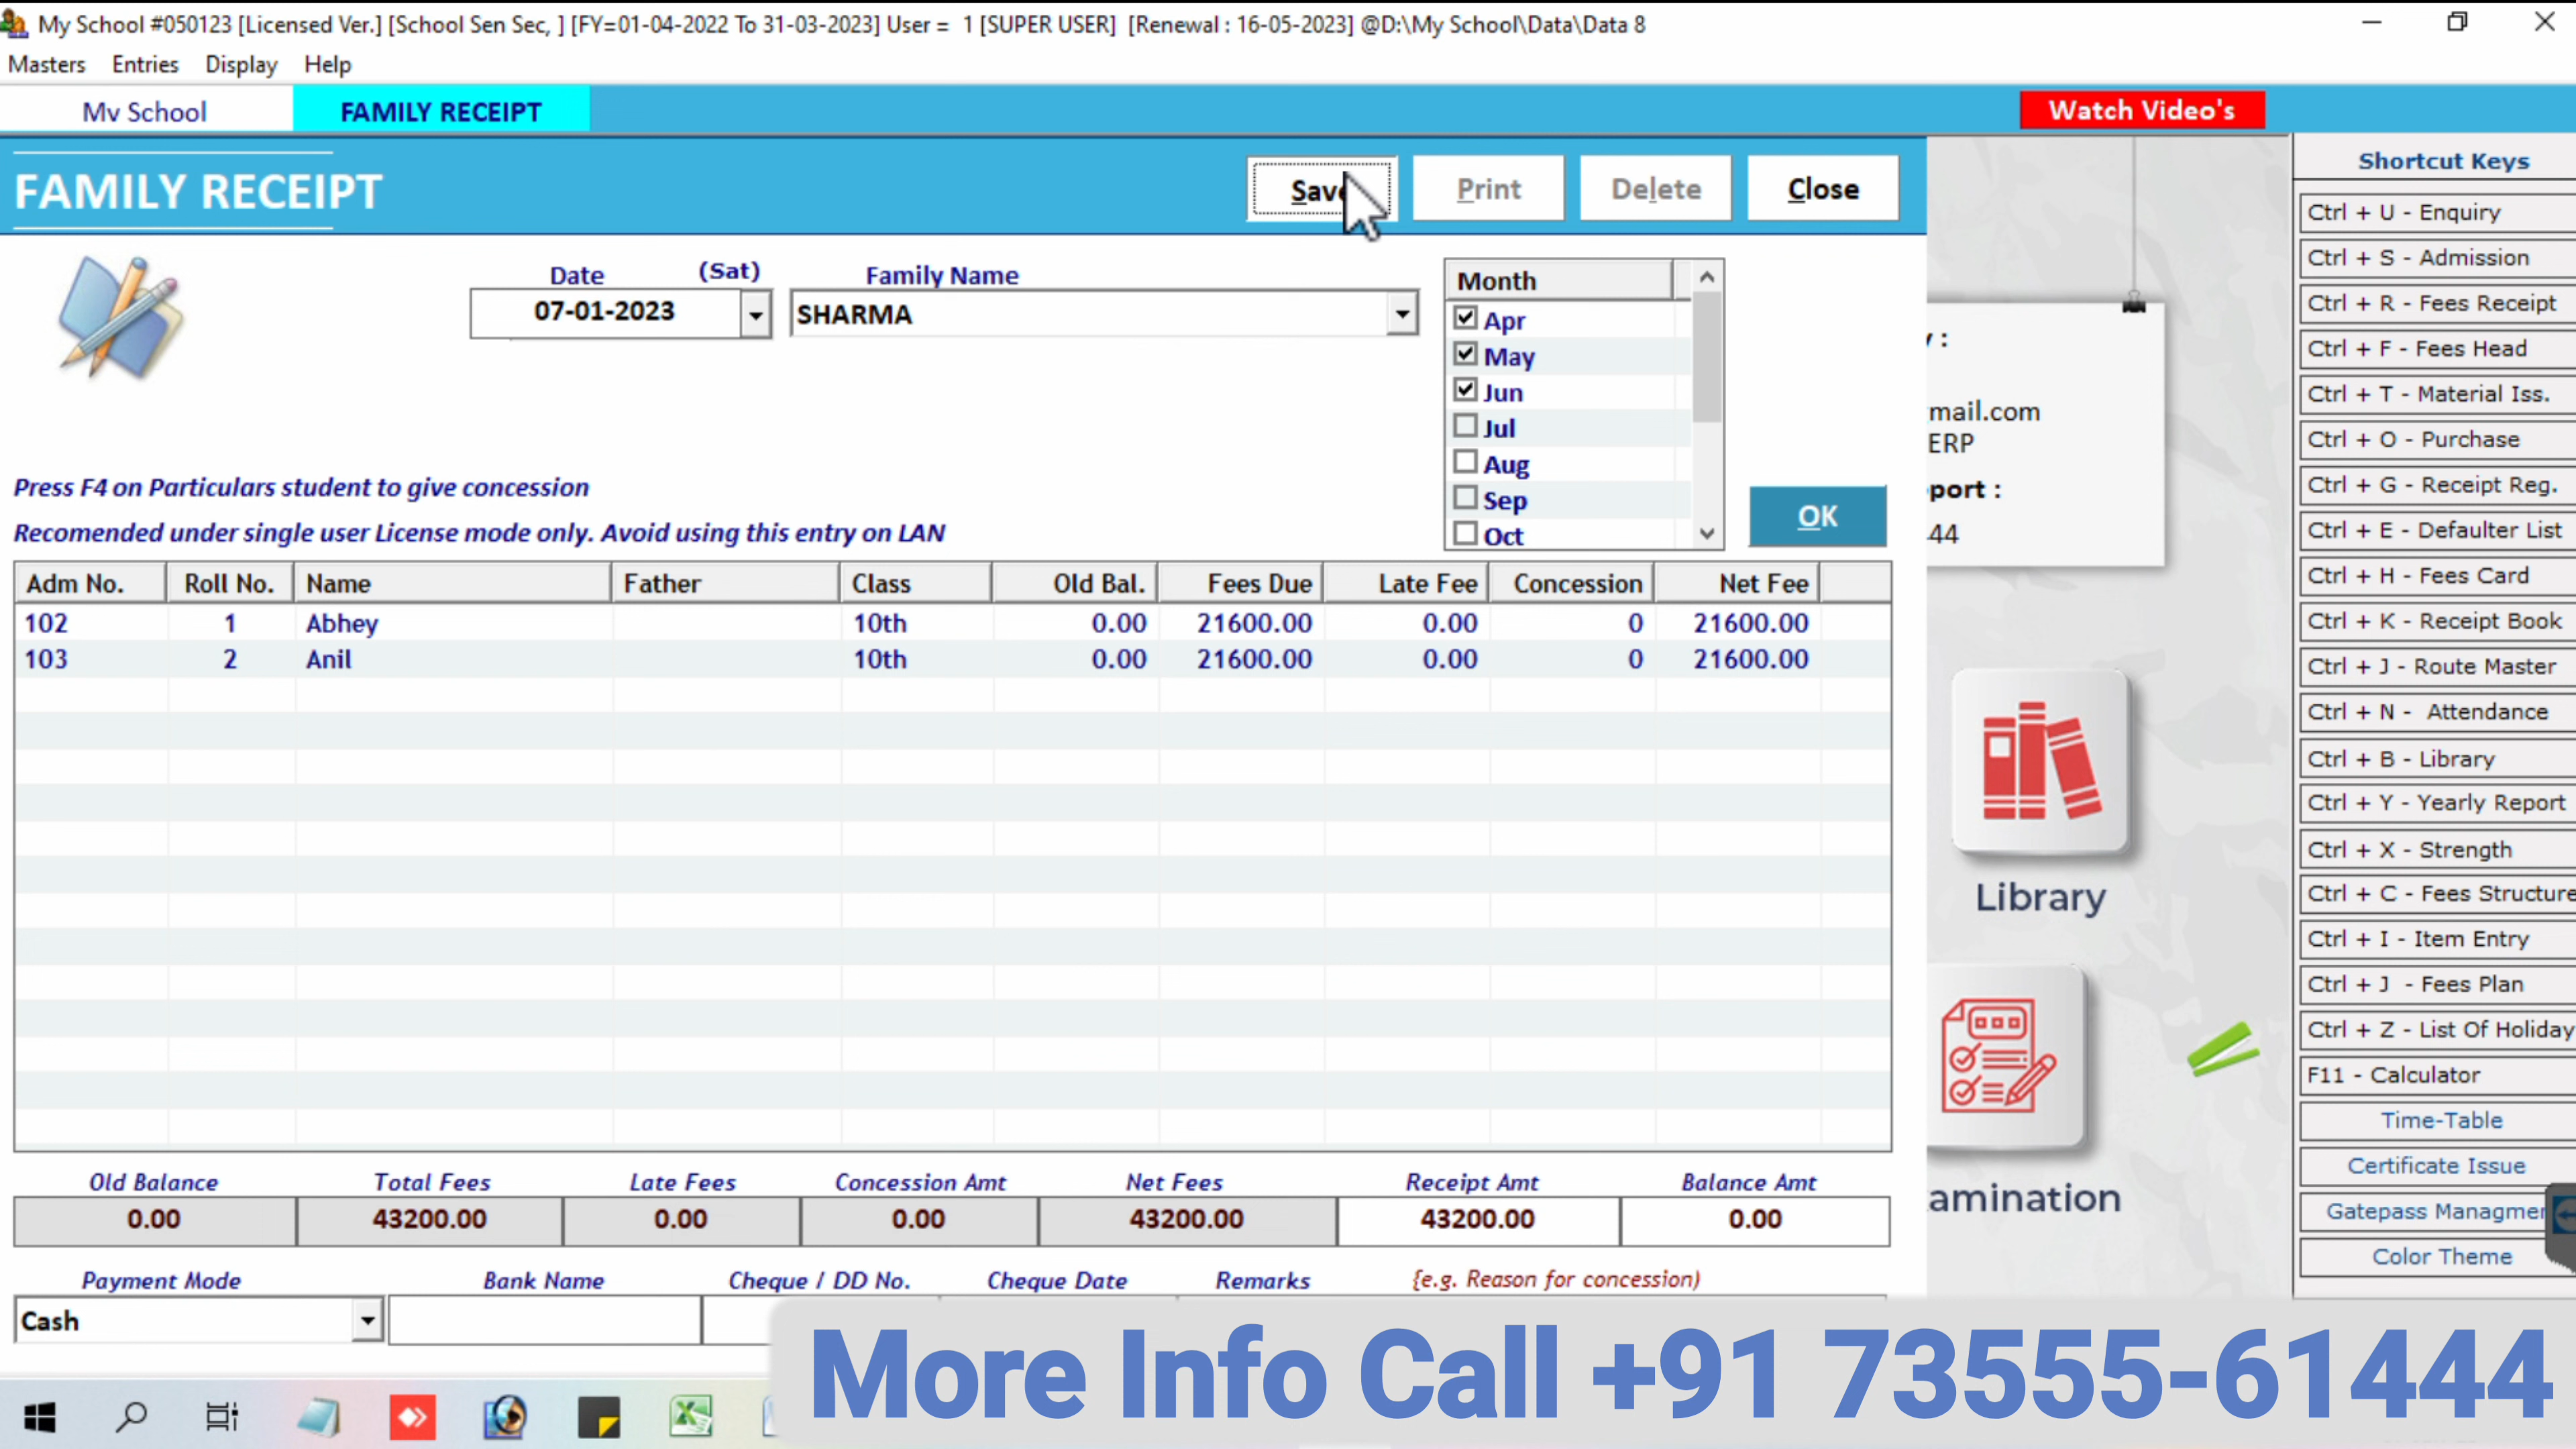 My School #050123 [Licensed Ver.] [School Sen Sec, ] [FY=01-04-2022 To 31-03-2023] User = 1 [SUPER USER] [Renewal : 16-05-2023] @D:\My School\Data\Data 8
Masters Entries Display Help
My School FAMILY RECEIPT Watch Video's
FAMILY RECEIPT Save Print Delete Close
Date (Sat) Family Name
07-01-2023 SHARMA
Month
Apr
May
Jun
Jul
Aug
Sep
Oct
OK
Press F4 on Particulars student to give concession
Recomended under single user License mode only. Avoid using this entry on LAN
Adm No. Roll No. Name Father Class Old Bal. Fees Due Late Fee Concession Net Fee
102 1 Abhey 10th 0.00 21600.00 0.00 0 21600.00
103 2 Anil 10th 0.00 21600.00 0.00 0 21600.00
Old Balance Total Fees Late Fees Concession Amt Net Fees Receipt Amt Balance Amt
0.00 43200.00 0.00 0.00 43200.00 43200.00 0.00
Payment Mode Bank Name Cheque / DD No. Cheque Date Remarks {e.g. Reason for concession)
Cash
mail.com
ERP
port :
44
Library
amination
Shortcut Keys
Ctrl + U - Enquiry
Ctrl + S - Admission
Ctrl + R - Fees Receipt
Ctrl + F - Fees Head
Ctrl + T - Material Iss.
Ctrl + O - Purchase
Ctrl + G - Receipt Reg.
Ctrl + E - Defaulter List
Ctrl + H - Fees Card
Ctrl + K - Receipt Book
Ctrl + J - Route Master
Ctrl + N - Attendance
Ctrl + B - Library
Ctrl + Y - Yearly Report
Ctrl + X - Strength
Ctrl + C - Fees Structure
Ctrl + I - Item Entry
Ctrl + J - Fees Plan
Ctrl + Z - List Of Holiday
F11 - Calculator
Time-Table
Certificate Issue
Gatepass Managmen
Color Theme
More Info Call +91 73555-61444